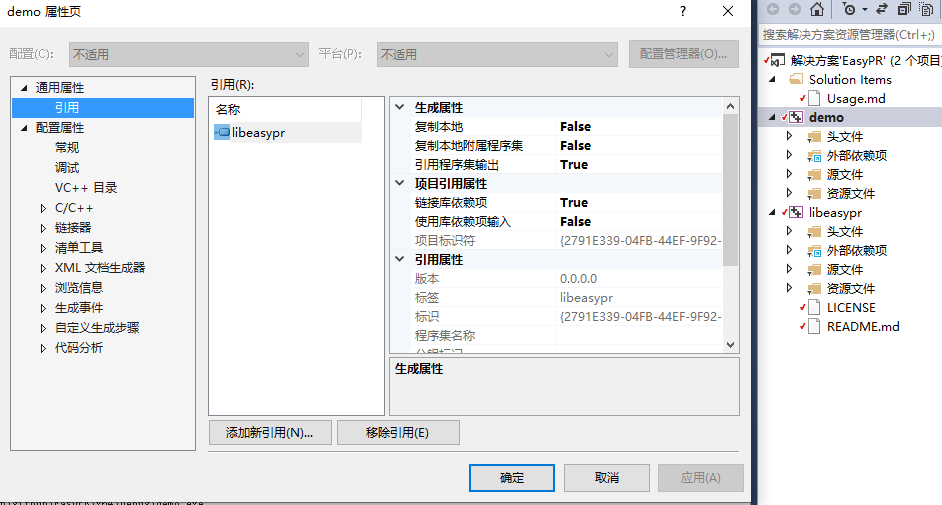 demo 属性页
?
配置(C): 不适用 平台(P): 不适用 配置管理器(O)...
通用属性
引用
配置属性
常规
调试
VC++ 目录
C/C++
链接器
清单工具
XML 文档生成器
浏览信息
生成事件
自定义生成步骤
代码分析
引用(R):
名称
libeasypr
生成属性
复制本地 False
复制本地附属程序集 False
引用程序集输出 True
项目引用属性
链接库依赖项 True
使用库依赖项输入 False
项目标识符 {2791E339-04FB-44EF-9F92-
引用属性
版本 0.0.0.0
标签 libeasypr
标识 {2791E339-04FB-44EF-9F92-
程序集名称
生成属性
添加新引用(N)... 移除引用(E)
确定 取消 应用(A)
搜索解决方案资源管理器(Ctrl+;)
解决方案'EasyPR' (2 个项目)
Solution Items
Usage.md
demo
头文件
外部依赖项
源文件
资源文件
libeasypr
头文件
外部依赖项
源文件
资源文件
LICENSE
README.md